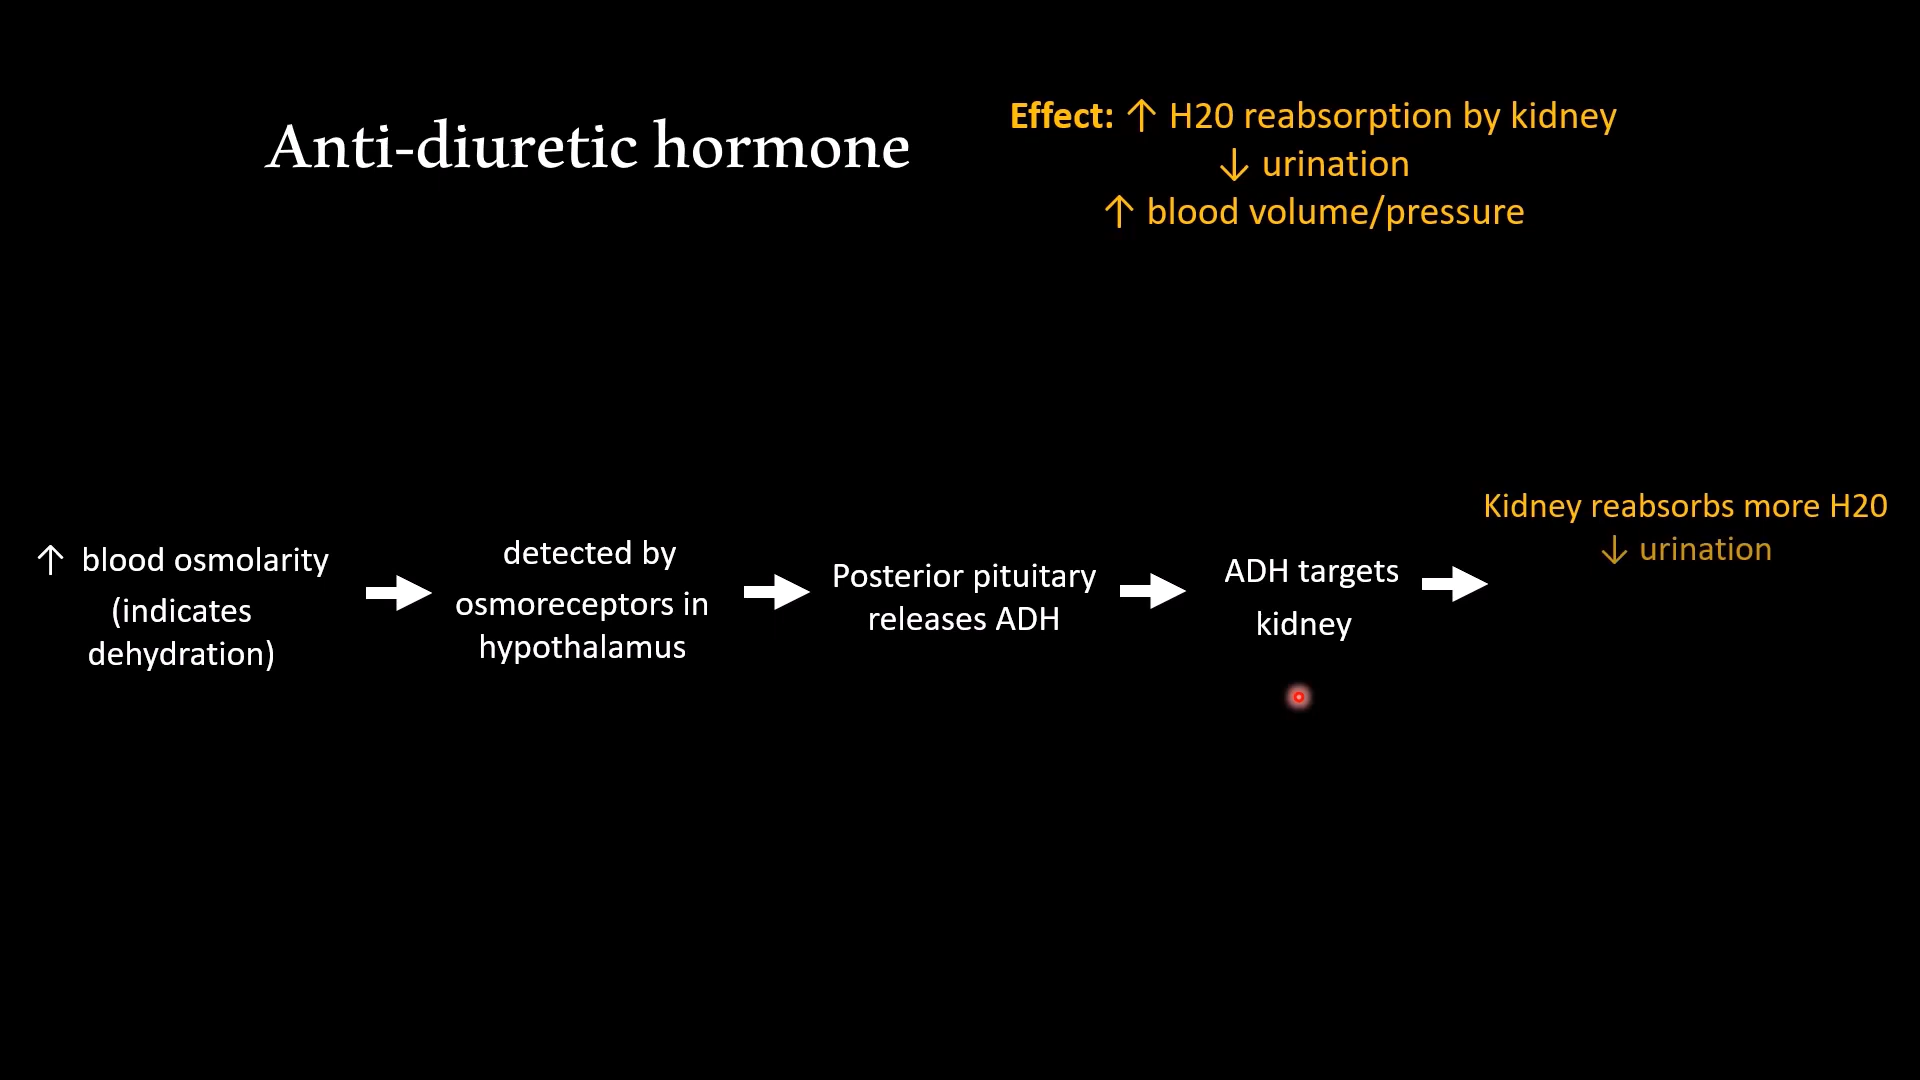 Anti-diuretic hormone
Effect: ↑ H20 reabsorption by kidney
↓ urination
↑ blood volume/pressure
↑ blood osmolarity
(indicates
dehydration)
detected by
osmoreceptors in
hypothalamus
Posterior pituitary
releases ADH
ADH targets
kidney
Kidney reabsorbs more H20
↓ urination